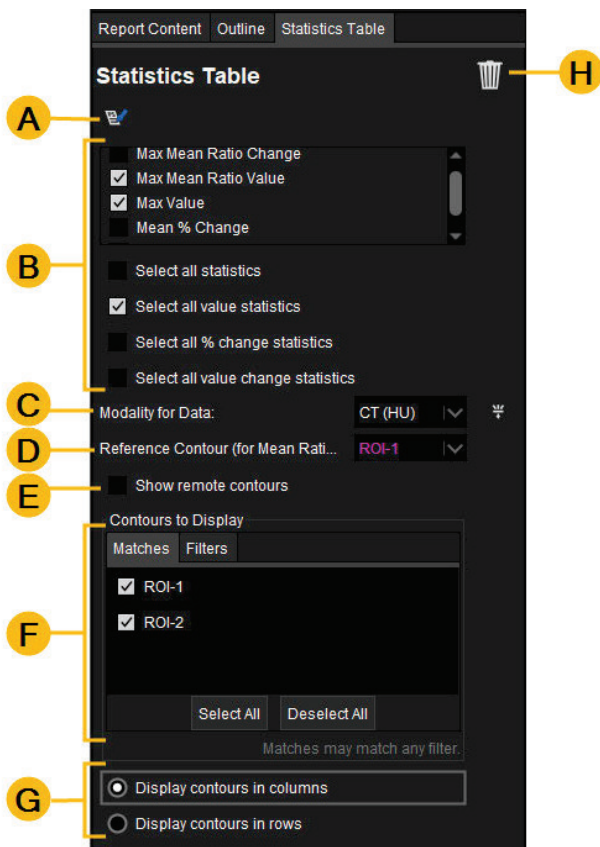 Report Content Outline Statistics Table
Statistics Table
H
A
Max Mean Ratio Change
Max Mean Ratio Value
Max Value
Mean % Change
B
Select all statistics
Select all value statistics
Select all % change statistics
Select all value change statistics
C
Modality for Data: CT (HU)
D
Reference Contour (for Mean Rati... ROI-1
E
Show remote contours
Contours to Display
Matches Filters
ROI-1
F
ROI-2
Select All Deselect All
Matches may match any filter.
G
Display contours in columns
Display contours in rows